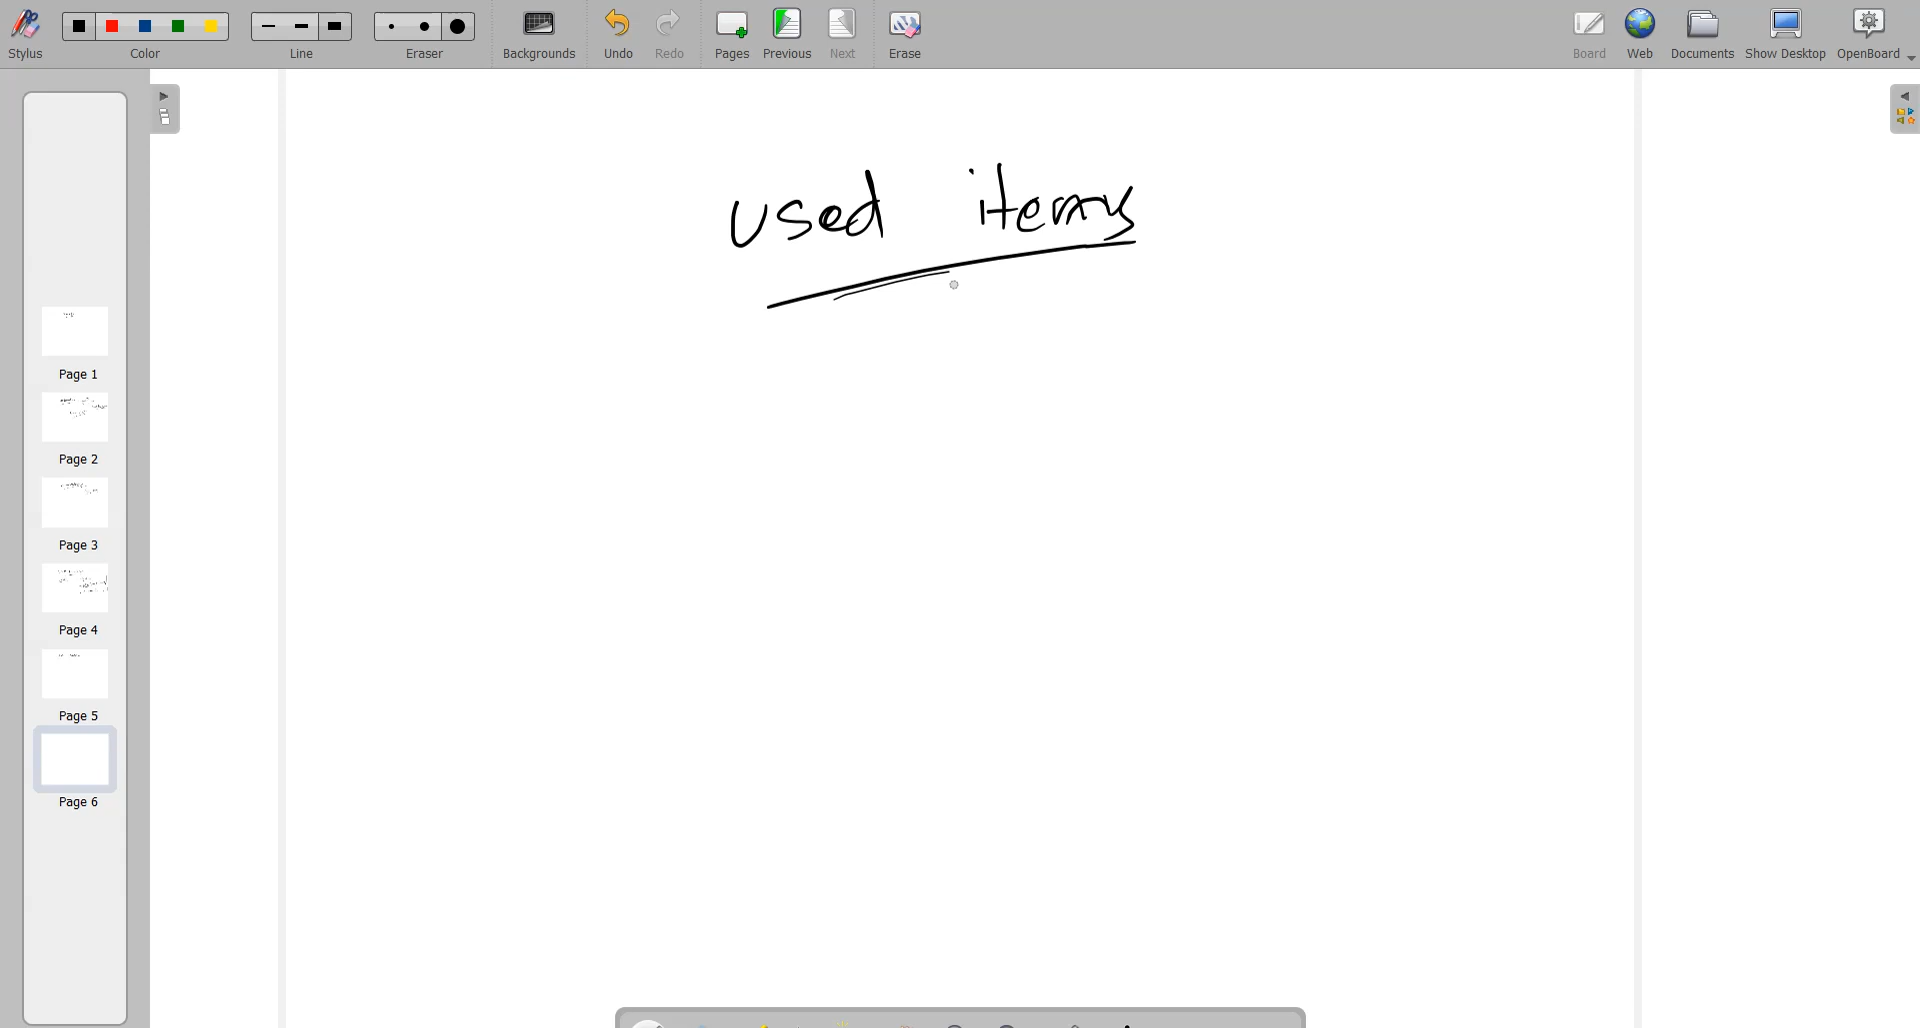 Stylus Color Line Eraser Backgrounds Undo Redo Pages Previous Next Erase Board Web Documents Show Desktop OpenBoard
used items
Page 1
Page 2
Page 3
Page 4
Page 5
Page 6